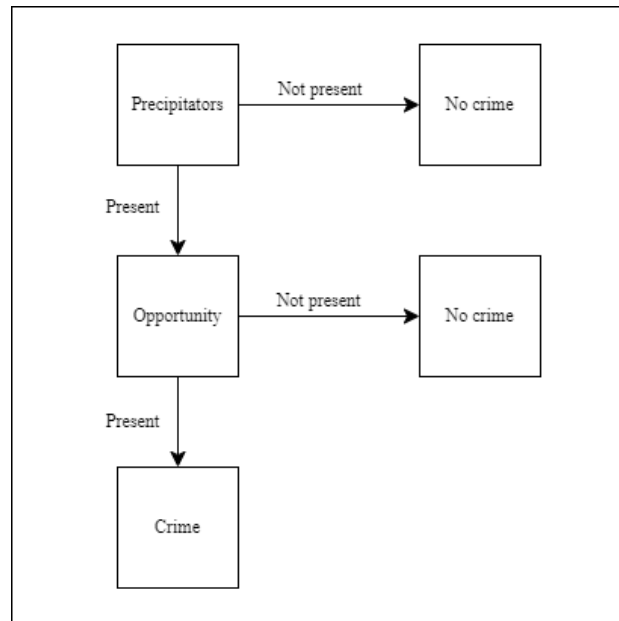 Precipitators
Not present
No crime
Present
Opportunity
Not present
No crime
Present
Crime